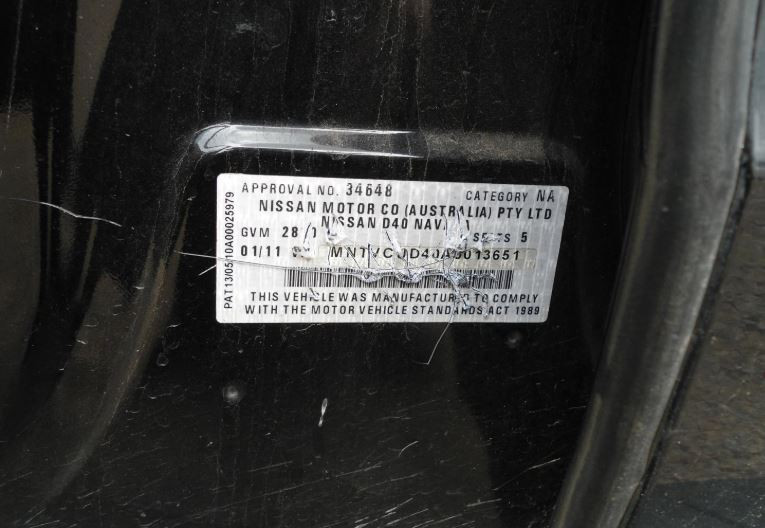 APPROVAL NO. 34648 CATEGORY NA
NISSAN MOTOR CO (AUSTRALIA) PTY LTD
NISSAN D40
GVM SEATS 5
01/11
THIS VEHICLE WAS MANUFACTURED TO COMPLY
WITH THE MOTOR VEHICLE STANDARDS ACT 1989
PAT13/05/10A00025979